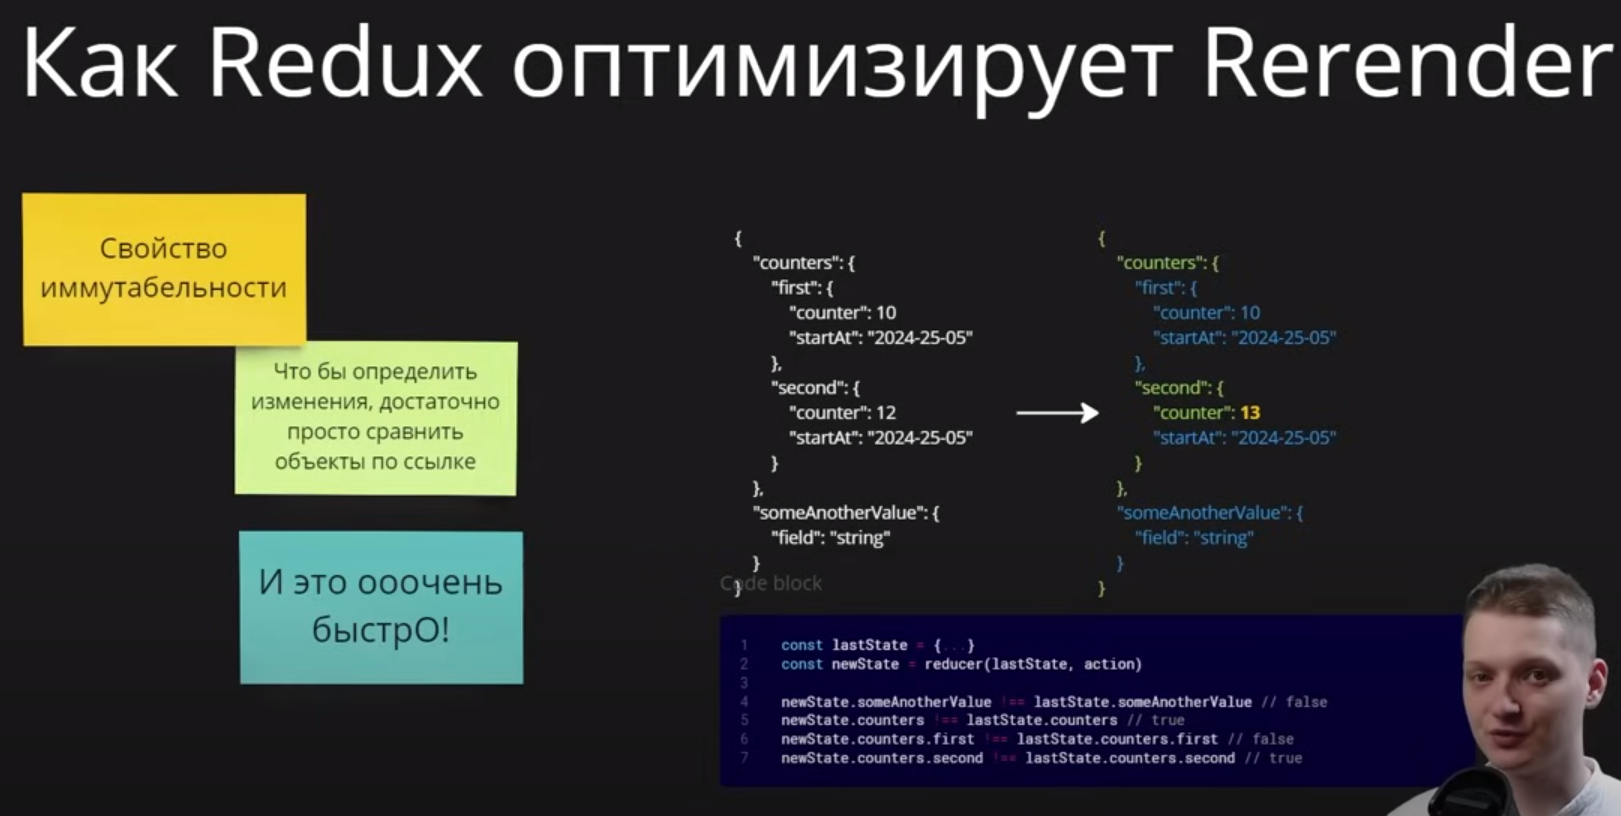 Как Redux оптимизирует Rerender
Свойство
иммутабельности
Что бы определить
изменения, достаточно
просто сравнить
объекты по ссылке
И это ооочень
быстрО!
{
"counters": {
"first": {
"counter": 10
"startAt": "2024-25-05"
},
"second": {
"counter": 12
"startAt": "2024-25-05"
}
},
"someAnotherValue": {
"field": "string"
}
}
{
"counters": {
"first": {
"counter": 10
"startAt": "2024-25-05"
},
"second": {
"counter": 13
"startAt": "2024-25-05"
}
},
"someAnotherValue": {
"field": "string"
}
}
Code block
1 const lastState = {...}
2 const newState = reducer(lastState, action)
3
4 newState.someAnotherValue !== lastState.someAnotherValue // false
5 newState.counters !== lastState.counters // true
6 newState.counters.first !== lastState.counters.first // false
7 newState.counters.second !== lastState.counters.second // true